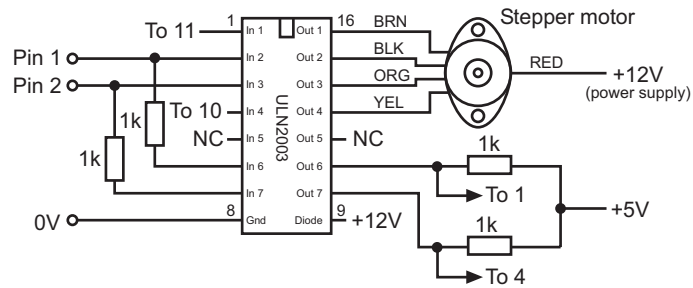 Stepper motor
1 16
To 11 In 1 Out 1 BRN
Pin 1 In 2 Out 2 BLK
Pin 2 In 3 Out 3 ORG
RED
+12V
(power supply)
1k To 10 In 4 Out 4 YEL
1k NC In 5 Out 5 NC
ULN2003
In 6 Out 6 1k
To 1
In 7 Out 7
+5V
1k
0V 8 Gnd Diode 9 +12V
To 4